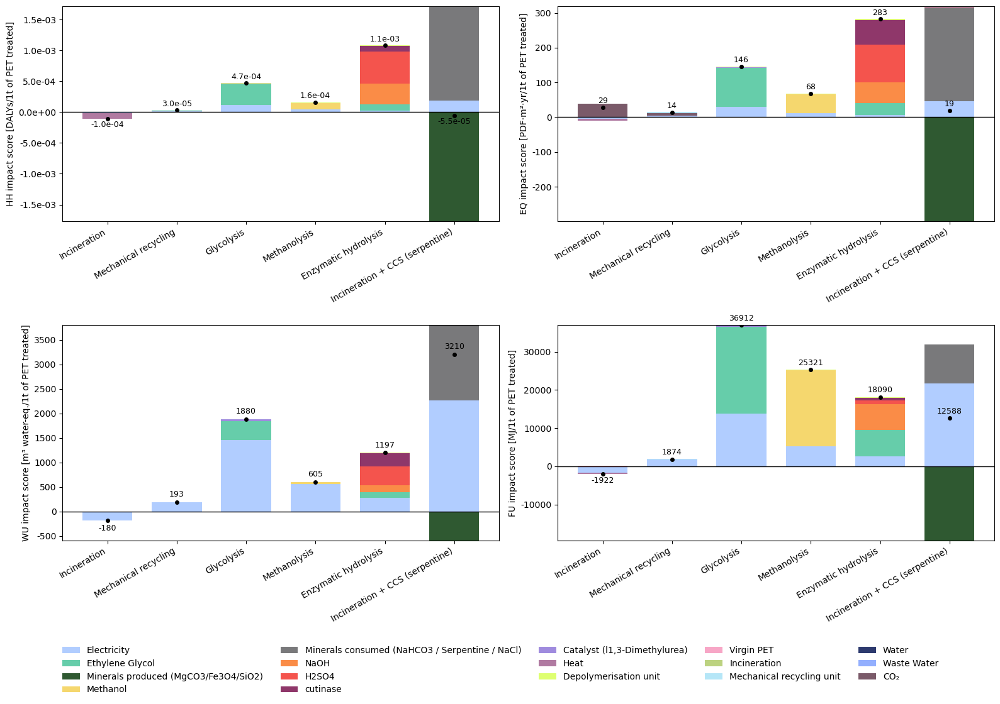 HH impact score [DALYs/1t of PET treated]
1.5e-03
1.0e-03
5.0e-04
0.0e+00
-5.0e-04
-1.0e-03
-1.5e-03
-1.0e-04
3.0e-05
4.7e-04
1.6e-04
1.1e-03
-5.5e-05
Incineration
Mechanical recycling
Glycolysis
Methanolysis
Enzymatic hydrolysis
Incineration + CCS (serpentine)
EQ impact score [PDF·m²·yr/1t of PET treated]
300
200
100
0
-100
-200
29
14
146
68
283
19
Incineration
Mechanical recycling
Glycolysis
Methanolysis
Enzymatic hydrolysis
Incineration + CCS (serpentine)
WU impact score [m³ water-eq./1t of PET treated]
3500
3000
2500
2000
1500
1000
500
0
-500
-180
193
1880
605
1197
3210
Incineration
Mechanical recycling
Glycolysis
Methanolysis
Enzymatic hydrolysis
Incineration + CCS (serpentine)
FU impact score [MJ/1t of PET treated]
30000
20000
10000
0
-10000
-1922
1874
36912
25321
18090
12588
Incineration
Mechanical recycling
Glycolysis
Methanolysis
Enzymatic hydrolysis
Incineration + CCS (serpentine)
Electricity
Ethylene Glycol
Minerals produced (MgCO3/Fe3O4/SiO2)
Methanol
Minerals consumed (NaHCO3 / Serpentine / NaCl)
NaOH
H2SO4
cutinase
Catalyst (l1,3-Dimethylurea)
Heat
Depolymerisation unit
Virgin PET
Incineration
Mechanical recycling unit
Water
Waste Water
CO₂